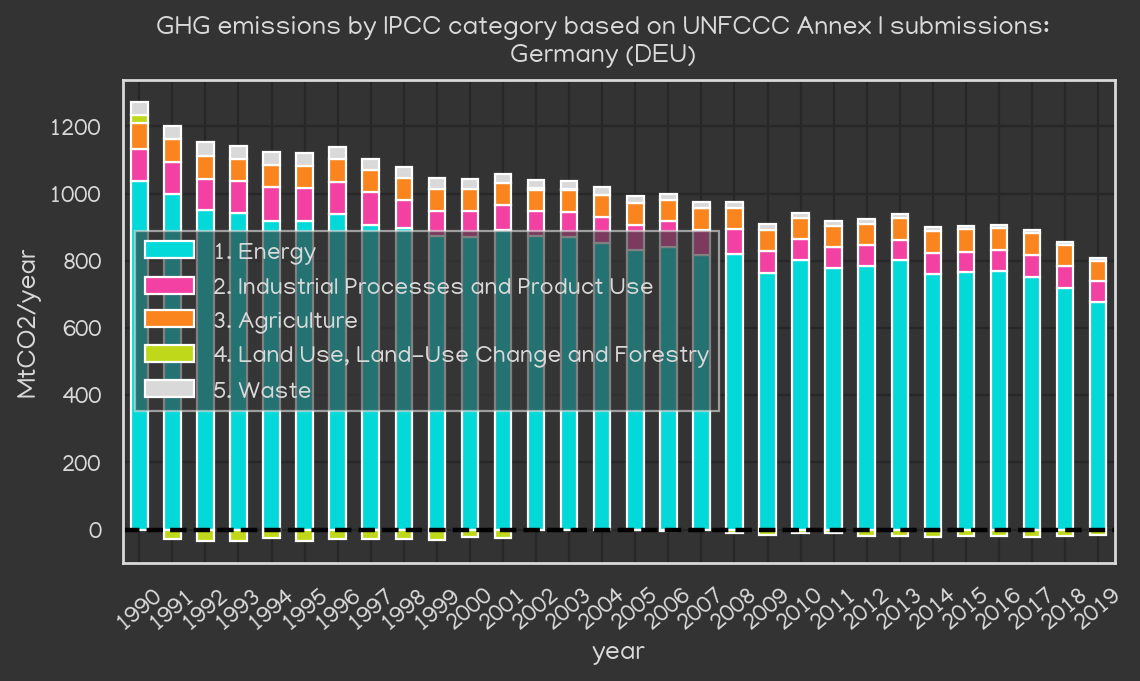 GHG emissions by IPCC category based on UNFCCC Annex I submissions:
Germany (DEU)
MtCO2/year
1200
1000
800
600
400
200
0
1. Energy
2. Industrial Processes and Product Use
3. Agriculture
4. Land Use, Land-Use Change and Forestry
5. Waste
1990 1991 1992 1993 1994 1995 1996 1997 1998 1999 2000 2001 2002 2003 2004 2005 2006 2007 2008 2009 2010 2011 2012 2013 2014 2015 2016 2017 2018 2019
year